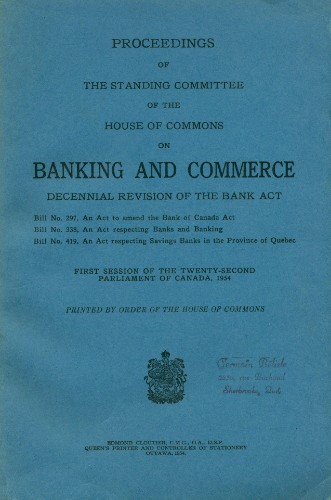 PROCEEDINGS
OF
THE STANDING COMMITTEE
OF THE
HOUSE OF COMMONS
ON
BANKING AND COMMERCE
DECENNIAL REVISION OF THE BANK ACT
Bill No. 297, An Act to amend the Bank of Canada Act
Bill No. 338, An Act respecting Banks and Banking
Bill No. 419, An Act respecting Savings Banks in the Province of Quebec
FIRST SESSION OF THE TWENTY-SECOND
PARLIAMENT OF CANADA, 1954
PRINTED BY ORDER OF THE HOUSE OF COMMONS
Sherbrooke, Qué.
EDMOND CLOUTIER, C.M.G., O.A., D.S.P.
QUEEN'S PRINTER AND CONTROLLER OF STATIONERY
OTTAWA, 1954.